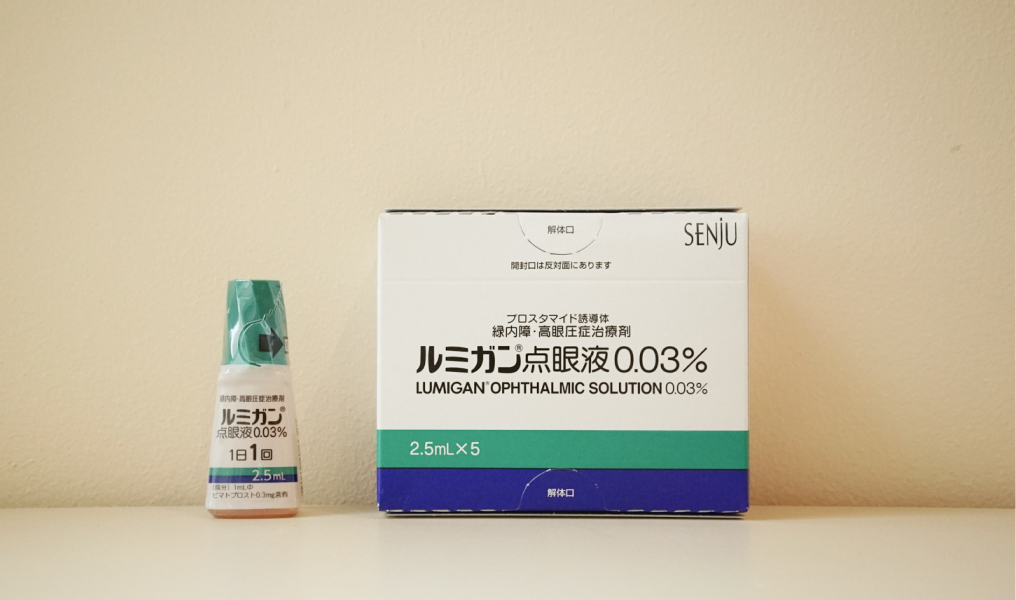 緑内障・高眼圧症治療剤
ルミガン®
点眼液0.03%
1日1回
2.5mL
1mL中
ビマトプロスト0.3mg含有
解体口
SENJU
開封口は反対面にあります
プロスタマイド誘導体
緑内障・高眼圧症治療剤
ルミガン®点眼液0.03%
LUMIGAN®OPHTHALMIC SOLUTION 0.03%
2.5mL×5
解体口